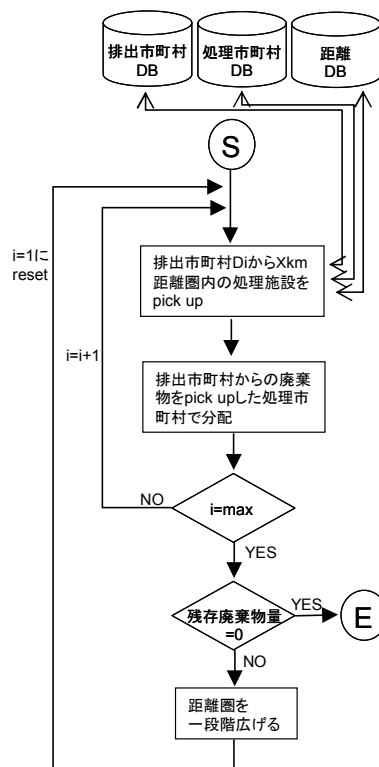 排出市町村
DB
処理市町村
DB
距離
DB
S
i=1に
reset
排出市町村DiからXkm
距離圏内の処理施設を
pick up
i=i+1
排出市町村からの廃棄
物をpick upした処理市
町村で分配
NO
i=max
YES
残存廃棄物量
=0
YES
E
NO
距離圏を
一段階広げる